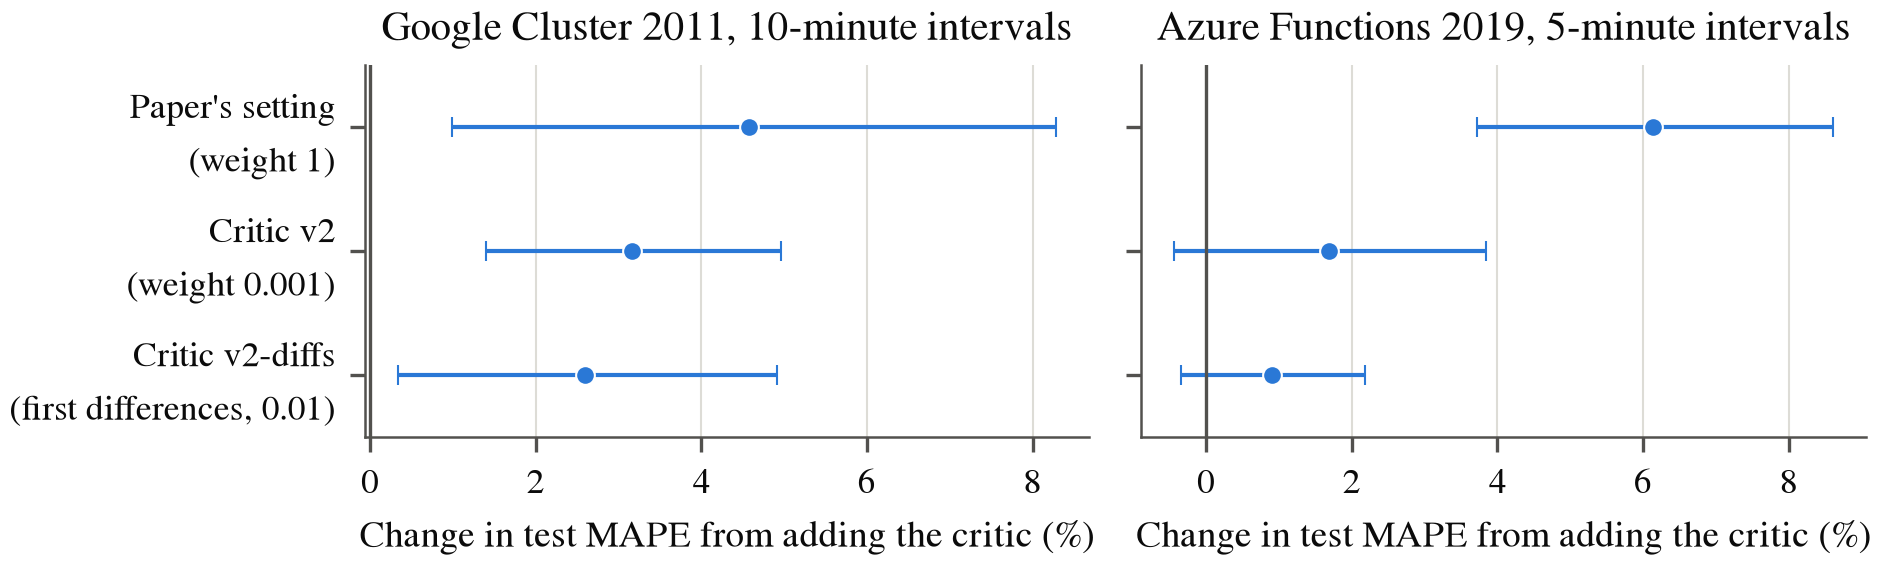 Google Cluster 2011, 10-minute intervals
Azure Functions 2019, 5-minute intervals
Paper's setting
(weight 1)
Critic v2
(weight 0.001)
Critic v2-diffs
(first differences, 0.01)
0 2 4 6 8
0 2 4 6 8
Change in test MAPE from adding the critic (%)
Change in test MAPE from adding the critic (%)